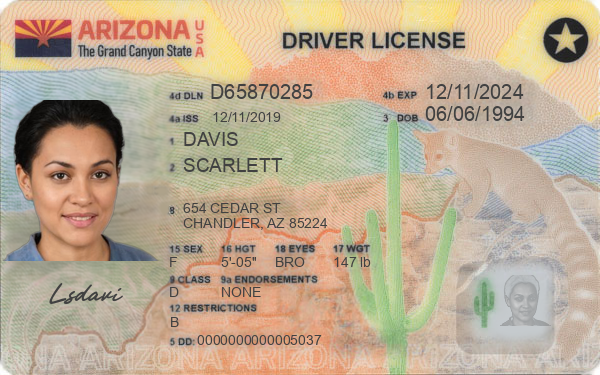 ARIZONA USA
The Grand Canyon State
DRIVER LICENSE
4d DLN D65870285 4b EXP 12/11/2024
4a ISS 12/11/2019 3 DOB 06/06/1994
1 DAVIS
2 SCARLETT
8 654 CEDAR ST
CHANDLER, AZ 85224
15 SEX 16 HGT 18 EYES 17 WGT
F 5'-05" BRO 147 lb
9 CLASS 9a ENDORSEMENTS
D NONE
12 RESTRICTIONS
B
Lsdavi
5 DD: 0000000000005037
ONA ARIZONA ARIZONA ARIZONA ARIZONA ARIZ